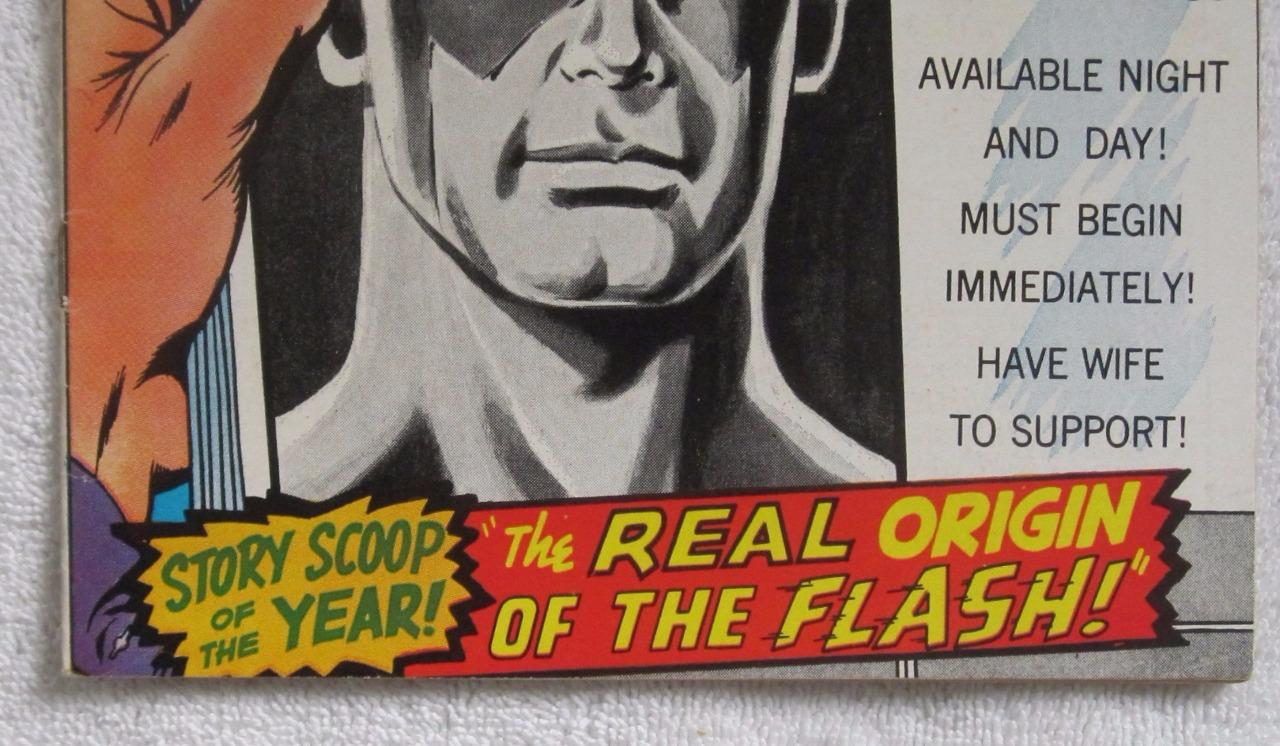 AVAILABLE NIGHT
AND DAY!
MUST BEGIN
IMMEDIATELY!
HAVE WIFE
TO SUPPORT!
STORY SCOOP
OF THE YEAR!
"The REAL ORIGIN
OF THE FLASH!"